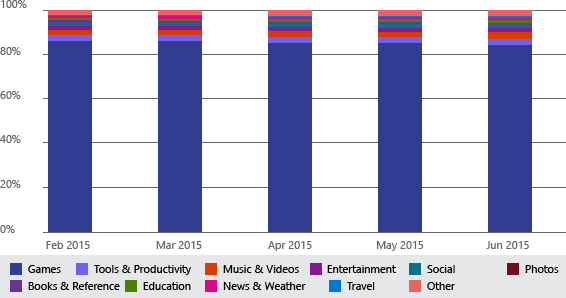 100%
80%
60%
40%
20%
0%
Feb 2015 Mar 2015 Apr 2015 May 2015 Jun 2015
Games Tools & Productivity Music & Videos Entertainment Social Photos
Books & Reference Education News & Weather Travel Other